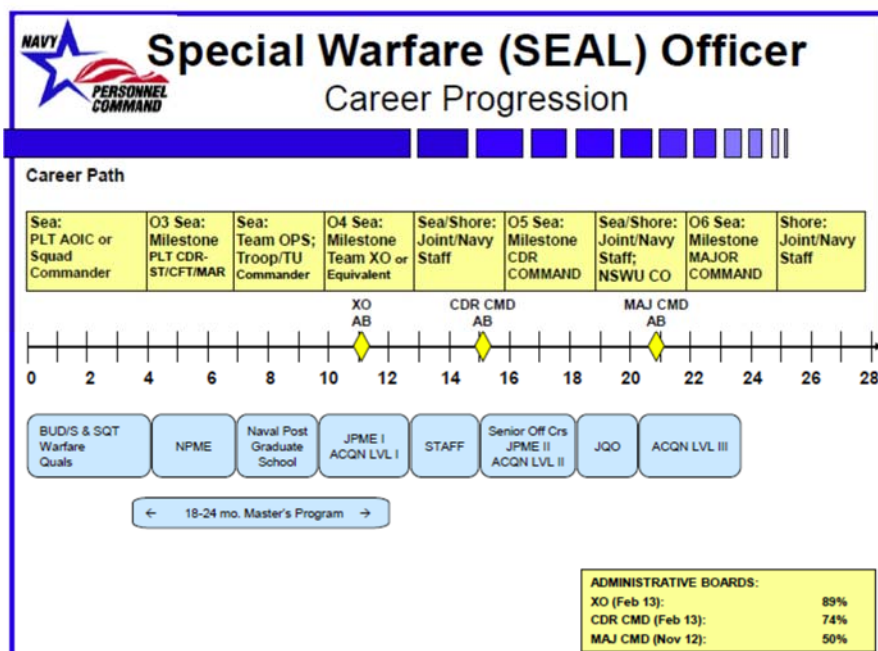 NAVY
PERSONNEL
COMMAND
Special Warfare (SEAL) Officer
Career Progression
Career Path
Sea:
PLT AOIC or
Squad
Commander
O3 Sea:
Milestone
PLT CDR-
ST/CFT/MAR
Sea:
Team OPS;
Troop/TU
Commander
O4 Sea:
Milestone
Team XO or
Equivalent
Sea/Shore:
Joint/Navy
Staff
O5 Sea:
Milestone
CDR
COMMAND
Sea/Shore:
Joint/Navy
Staff;
NSWU CO
O6 Sea:
Milestone
MAJOR
COMMAND
Shore:
Joint/Navy
Staff
XO
AB
CDR CMD
AB
MAJ CMD
AB
0 2 4 6 8 10 12 14 16 18 20 22 24 26 28
BUD/S & SQT
Warfare
Quals
NPME
Naval Post
Graduate
School
JPME I
ACQN LVL I
STAFF
Senior Off Crs
JPME II
ACQN LVL II
JQO
ACQN LVL III
← 18-24 mo. Master's Program →
ADMINISTRATIVE BOARDS:
XO (Feb 13): 89%
CDR CMD (Feb 13): 74%
MAJ CMD (Nov 12): 50%